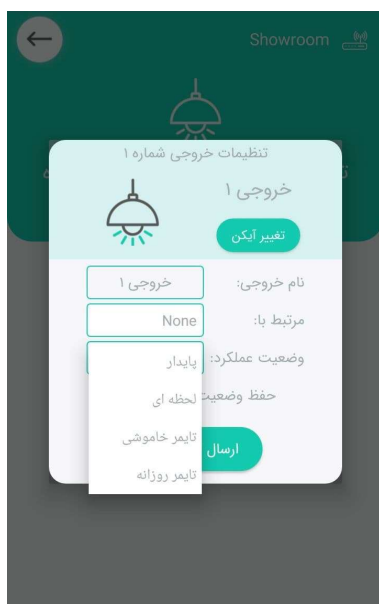 Showroom
تنظیمات خروجی شماره ۱
خروجی ۱
تغییر آیکن
نام خروجی: خروجی ۱
مرتبط با: None
وضعیت عملکرد:
پایدار
حفظ وضعیت
لحظه ای
تایمر خاموشی
ارسال
تایمر روزانه